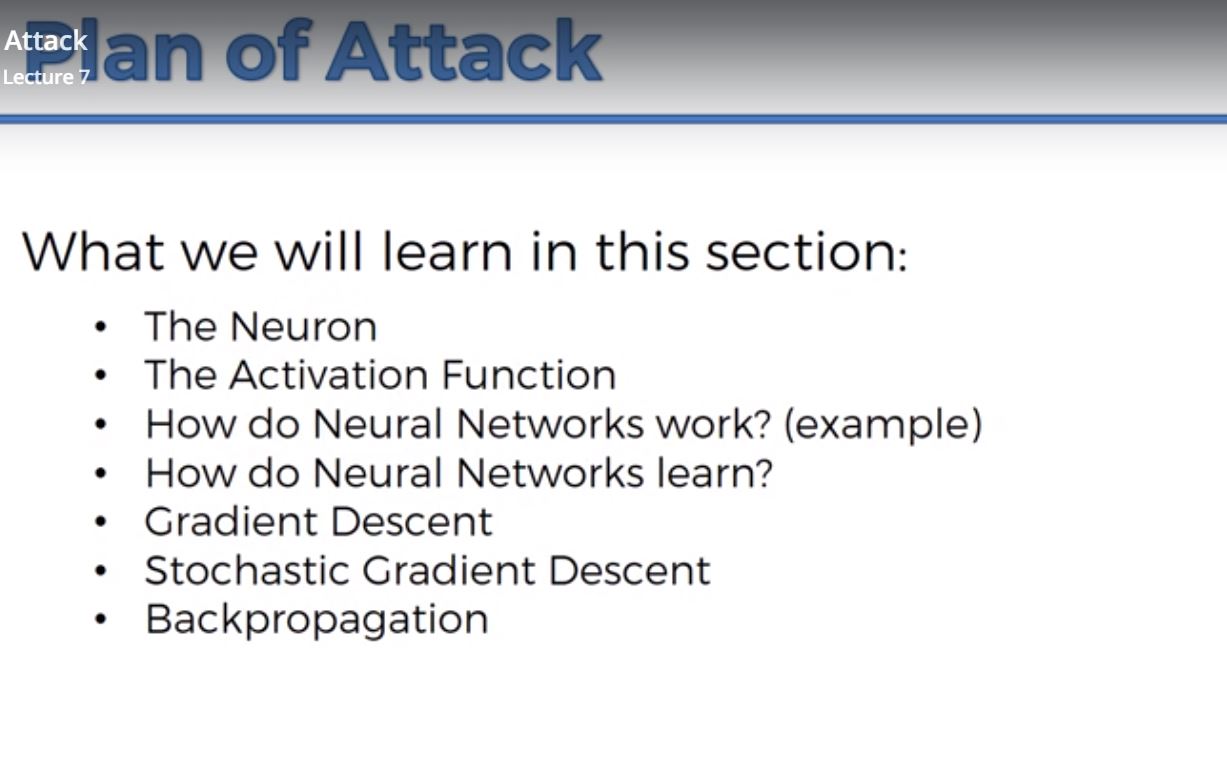 Plan of Attack
Attack
Lecture 7
What we will learn in this section:
• The Neuron
• The Activation Function
• How do Neural Networks work? (example)
• How do Neural Networks learn?
• Gradient Descent
• Stochastic Gradient Descent
• Backpropagation